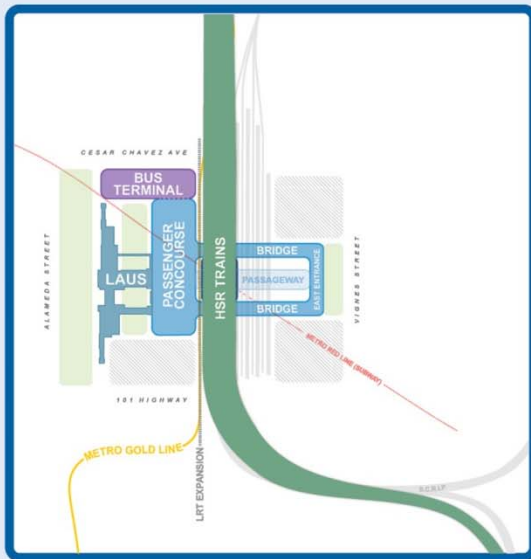 CESAR CHAVEZ AVE
BUS
TERMINAL
ALAMEDA STREET
LAUS
PASSENGER
CONCOURSE
HSR TRAINS
BRIDGE
PASSAGEWAY
EAST ENTRANCE
BRIDGE
VIGNES STREET
METRO RED LINE (SUBWAY)
101 HIGHWAY
METRO GOLD LINE
LRT EXPANSION